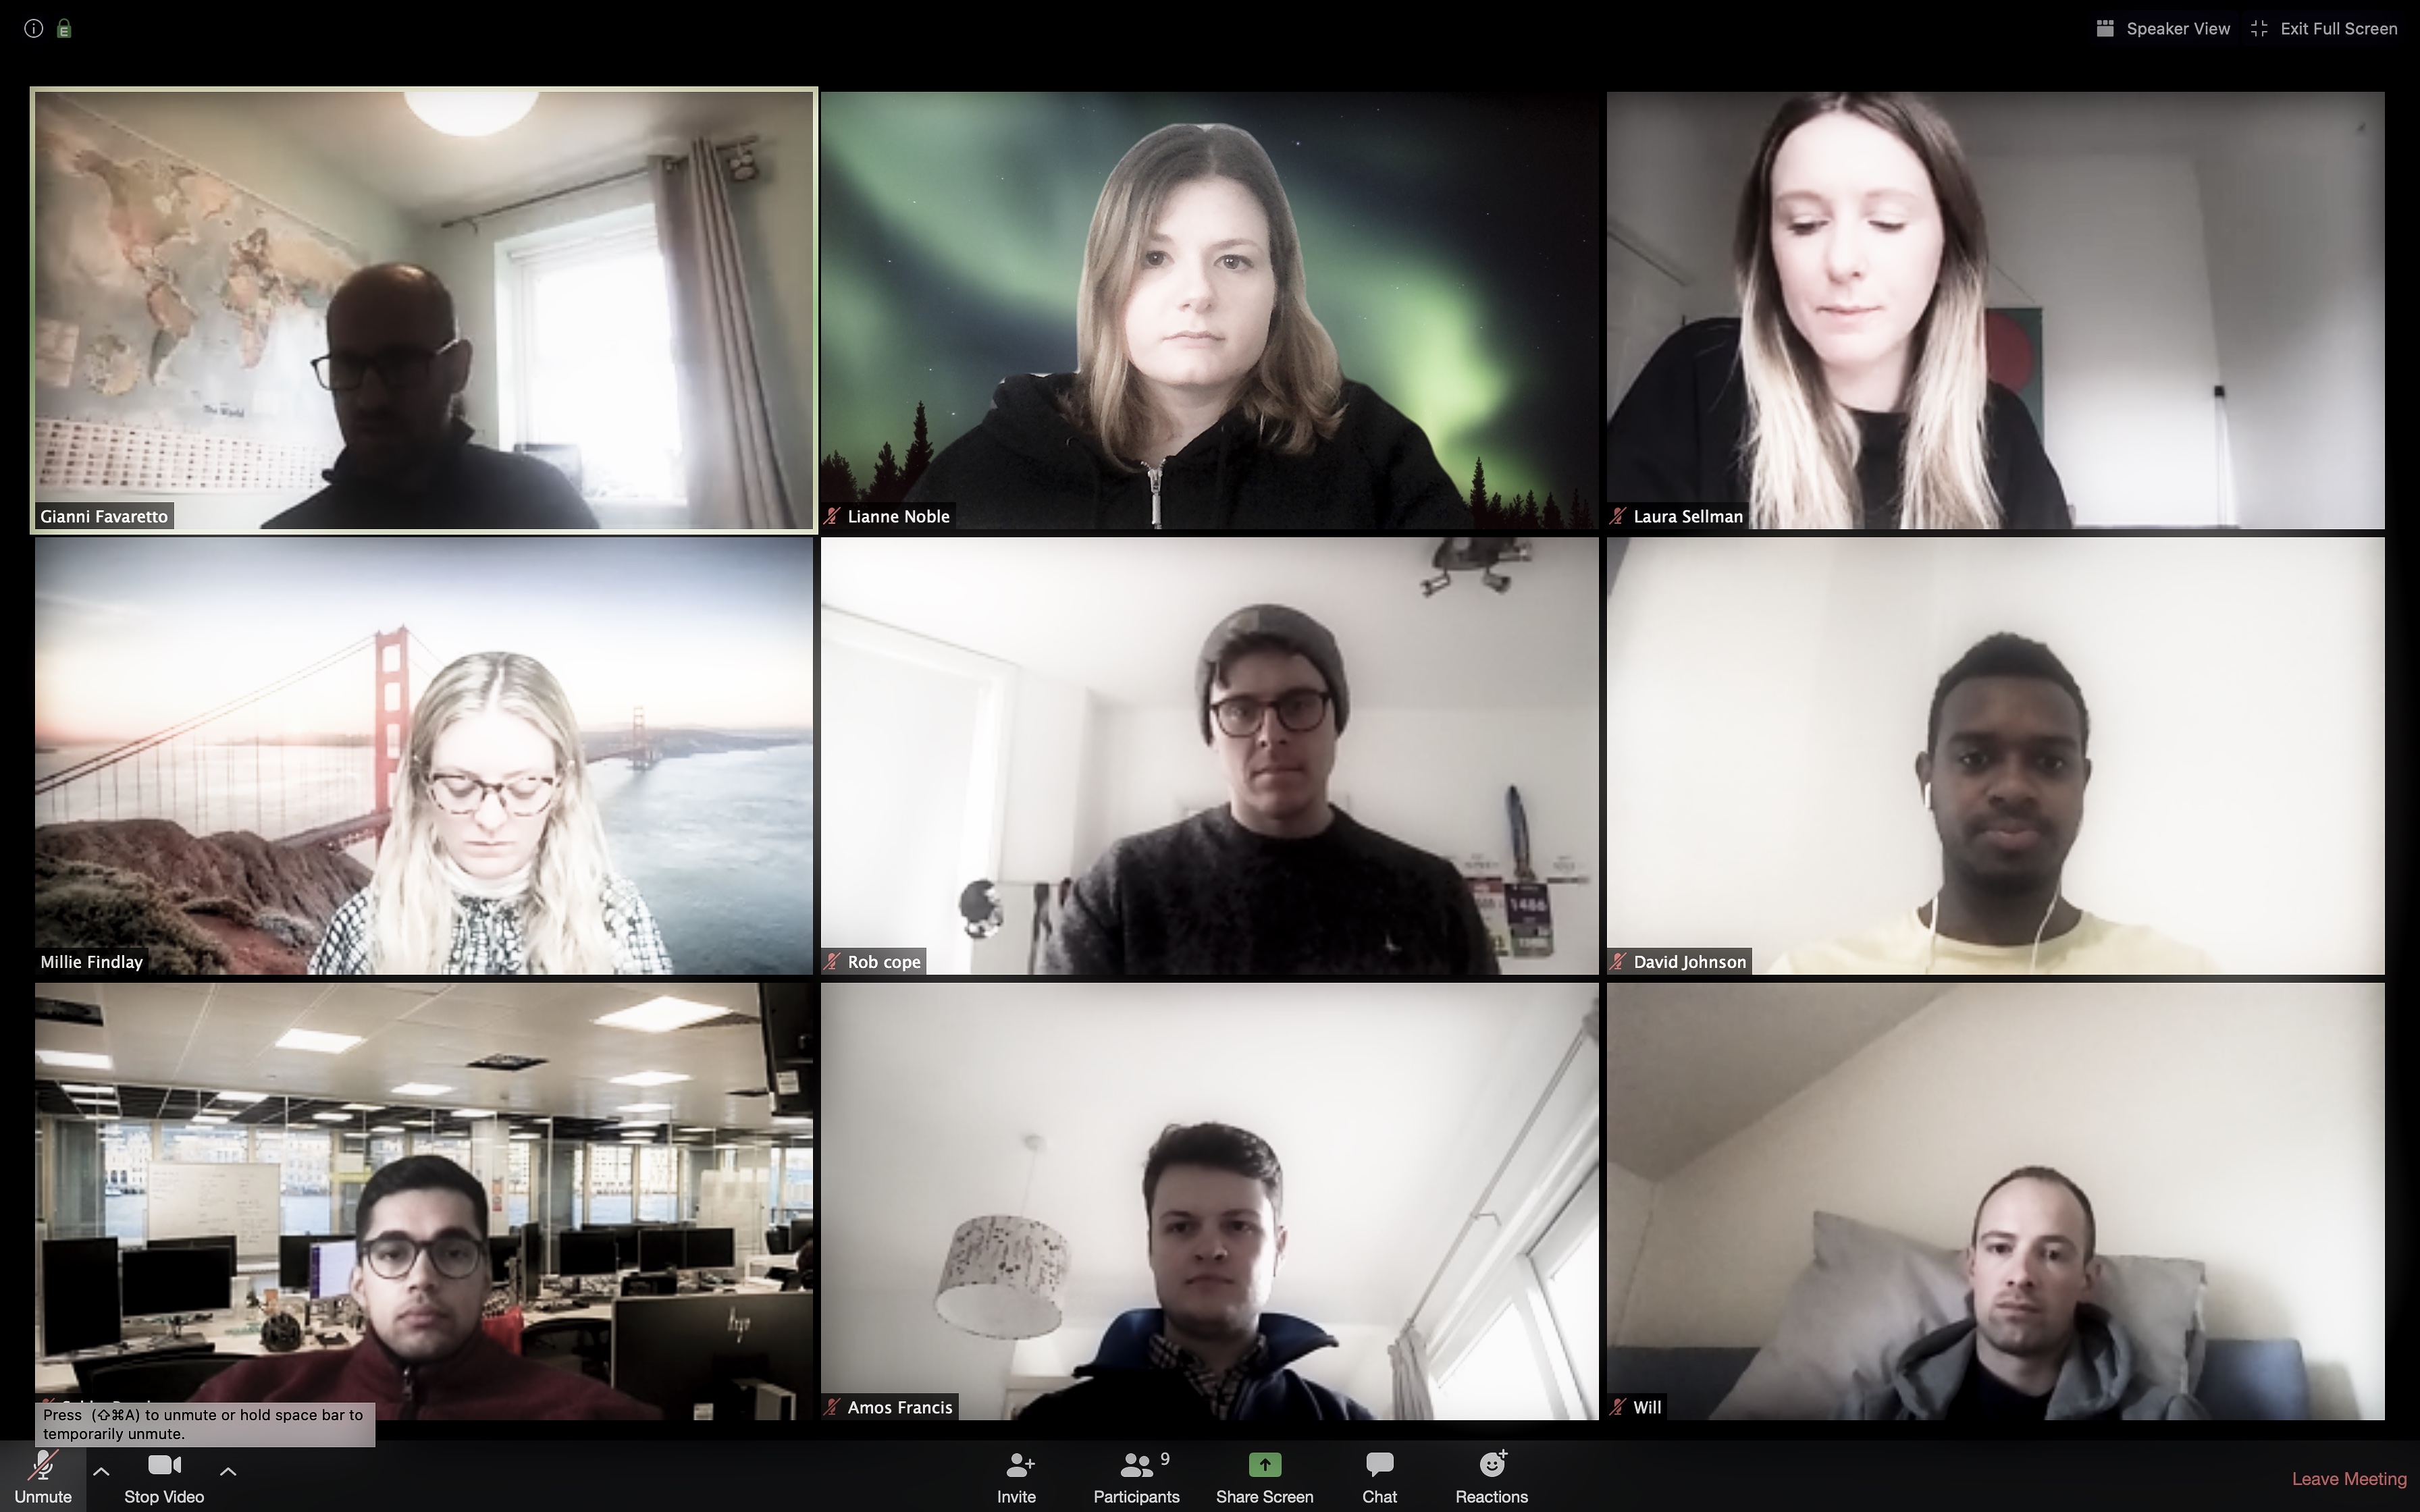 Speaker View
Exit Full Screen
The World
Gianni Favaretto
Lianne Noble
Laura Sellman
1486
Millie Findlay
Rob cope
David Johnson
hp
Amos Francis
Will
Press (⇧⌘A) to unmute or hold space bar to
temporarily unmute.
9
Unmute
Stop Video
Invite
Participants
Share Screen
Chat
Reactions
Leave Meeting